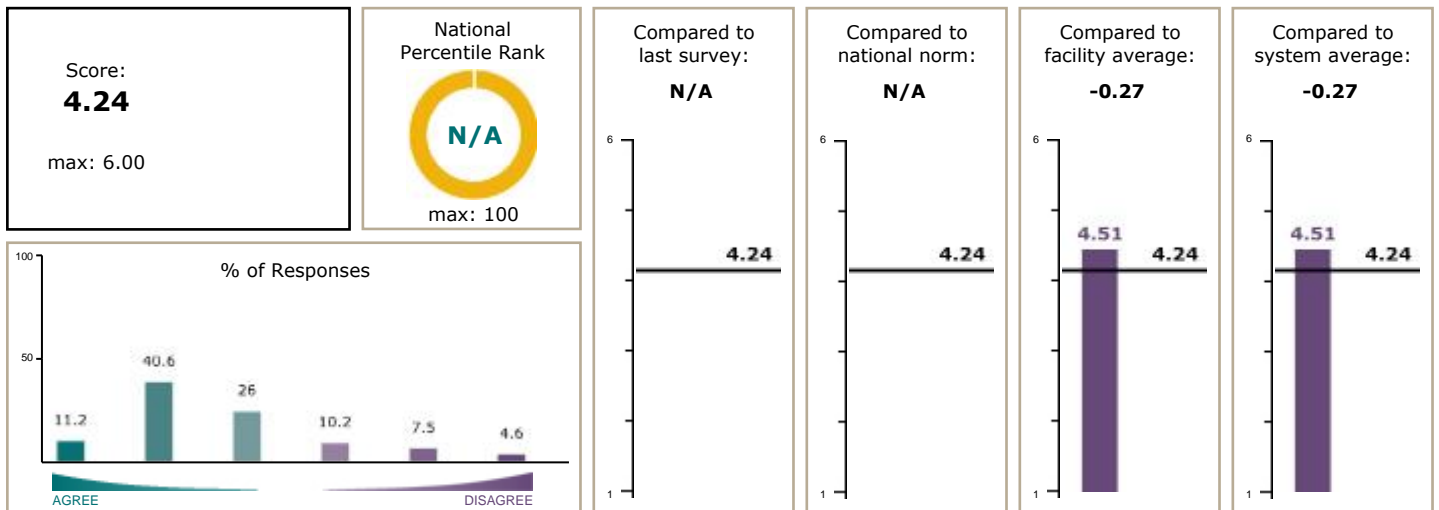 Score:
4.24
max: 6.00
National
Percentile Rank
N/A
max: 100
% of Responses
100
50
11.2
40.6
26
10.2
7.5
4.6
AGREE
DISAGREE
Compared to
last survey:
N/A
6
4.24
1
Compared to
national norm:
N/A
6
4.24
1
Compared to
facility average:
-0.27
6
4.51
4.24
1
Compared to
system average:
-0.27
6
4.51
4.24
1